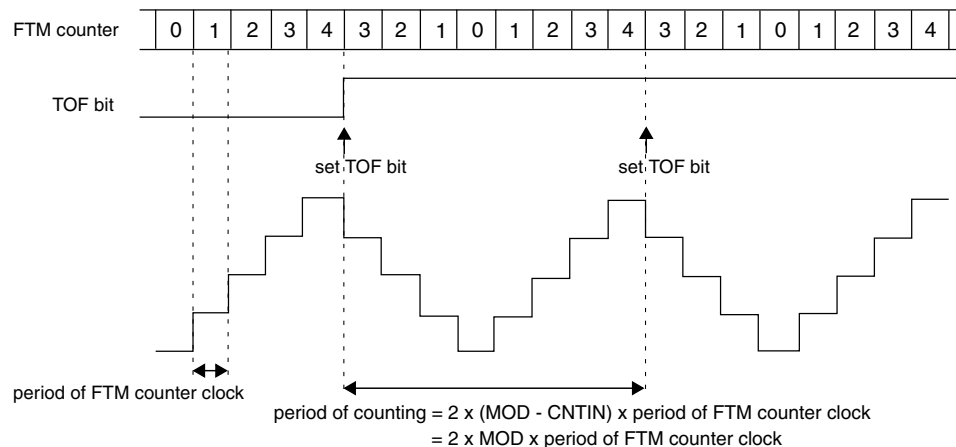 FTM counter 0 1 2 3 4 3 2 1 0 1 2 3 4 3 2 1 0 1 2 3 4
TOF bit
set TOF bit set TOF bit
period of FTM counter clock
period of counting = 2 x (MOD - CNTIN) x period of FTM counter clock
= 2 x MOD x period of FTM counter clock